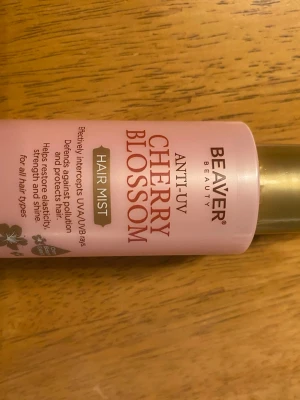 BEAVER®
BEAUTY
ANTI-UV
CHERRY
BLOSSOM
HAIR MIST
Effectively intercepts UVA/UVB rays
and protects hair.
Defends against pollution
Helps restore elasticity,
strength and shine.
for all hair types